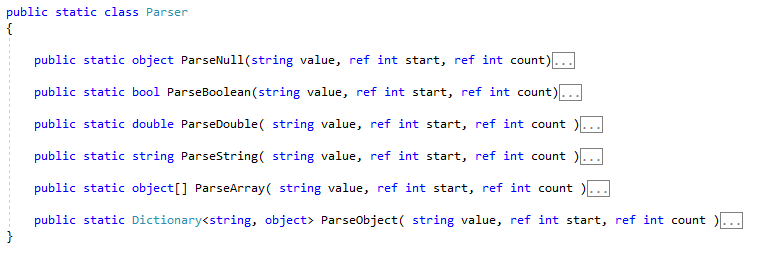 public static class Parser
{
public static object ParseNull(string value, ref int start, ref int count)...
public static bool ParseBoolean(string value, ref int start, ref int count)...
public static double ParseDouble( string value, ref int start, ref int count )...
public static string ParseString( string value, ref int start, ref int count )...
public static object[] ParseArray( string value, ref int start, ref int count )...
public static Dictionary<string, object> ParseObject( string value, ref int start, ref int count )...
}